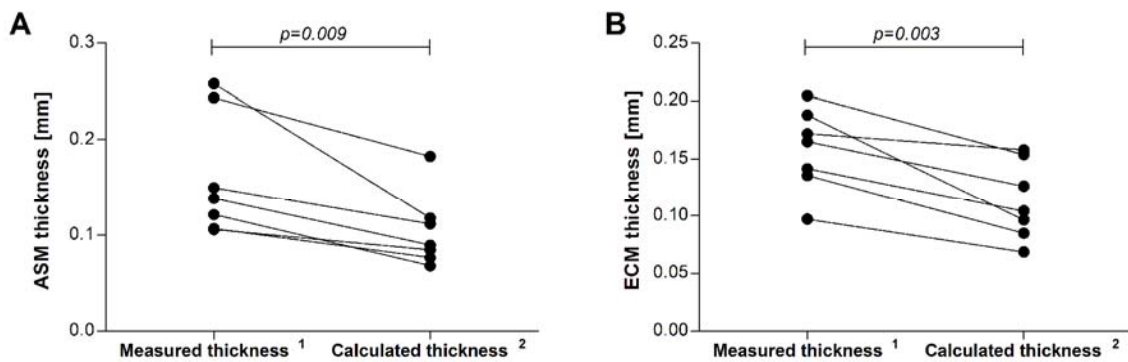 A
p=0.009
ASM thickness [mm]
0.3
0.2
0.1
0.0
Measured thickness 1
Calculated thickness 2
B
p=0.003
ECM thickness [mm]
0.25
0.20
0.15
0.10
0.05
0.00
Measured thickness 1
Calculated thickness 2